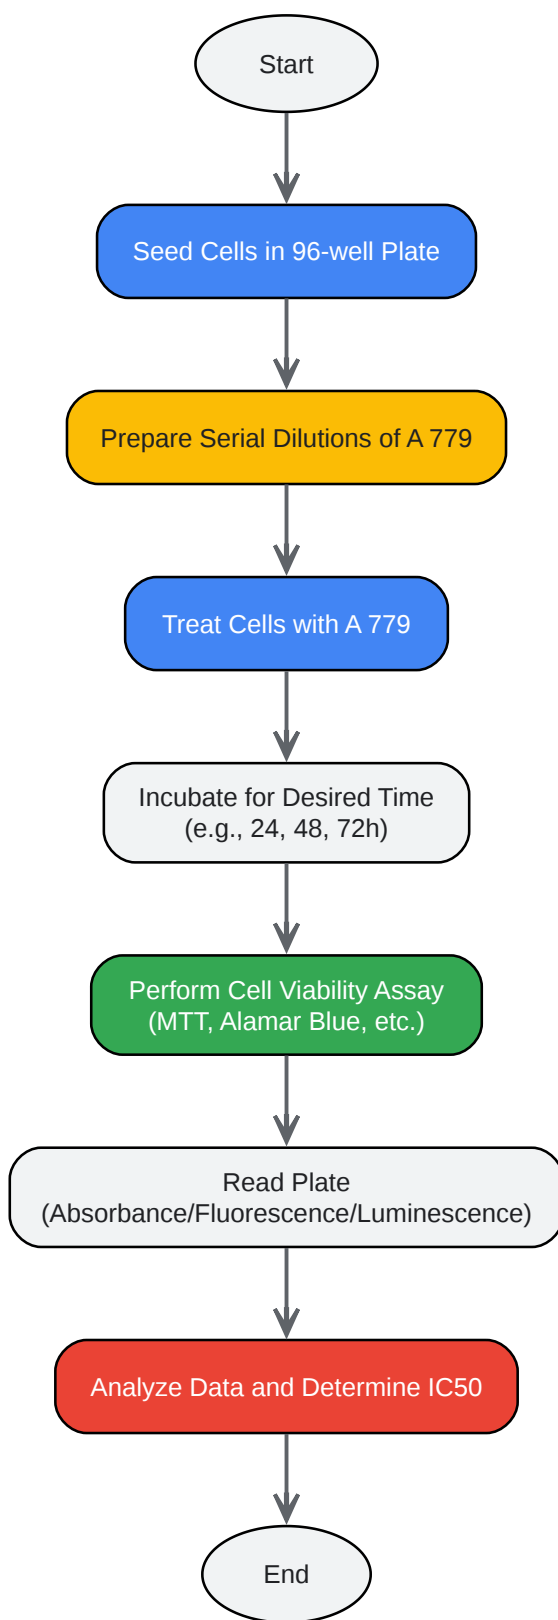 Start
Seed Cells in 96-well Plate
Prepare Serial Dilutions of A 779
Treat Cells with A 779
Incubate for Desired Time
(e.g., 24, 48, 72h)
Perform Cell Viability Assay
(MTT, Alamar Blue, etc.)
Read Plate
(Absorbance/Fluorescence/Luminescence)
Analyze Data and Determine IC50
End